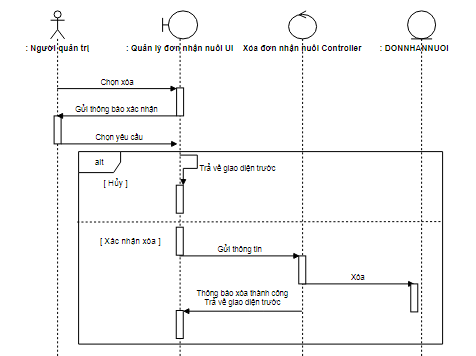 : Người quản trị
: Quản lý đơn nhận nuôi UI
Xóa đơn nhận nuôi Controller
: DONNHANNUOI
Chọn xóa
Gửi thông báo xác nhận
Chọn yêu cầu
alt
Trả về giao diện trước
[ Hủy ]
[ Xác nhận xóa ]
Gửi thông tin
Xóa
Thông báo xóa thành công
Trả về giao diện trước